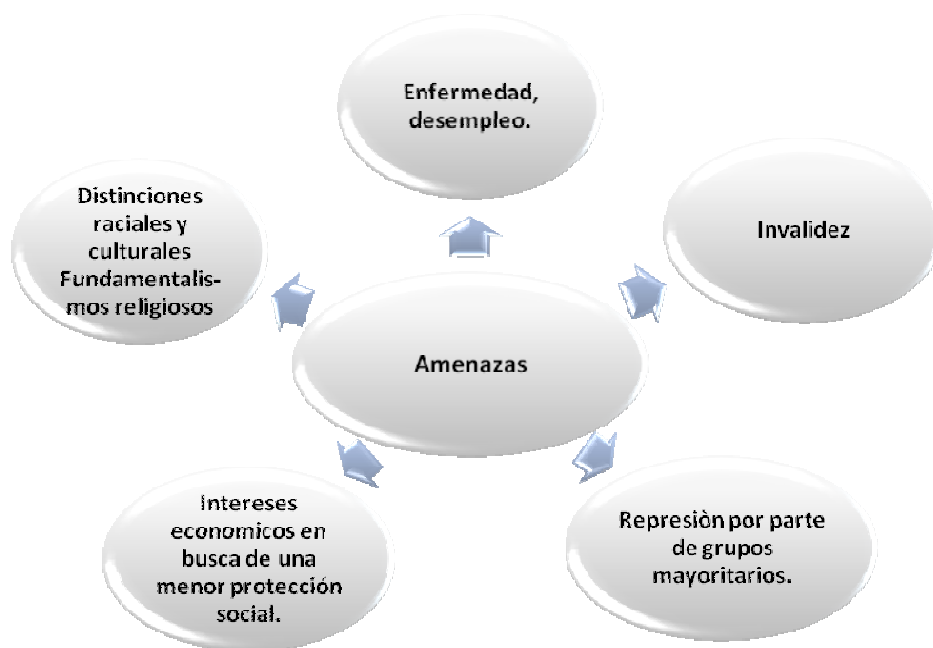 Enfermedad,
desempleo.
Invalidez
Distinciones
raciales y
culturales
Fundamentalis-
mos religiosos
Amenazas
Represiòn por parte
de grupos
mayoritarios.
Intereses
economicos en
busca de una
menor protección
social.